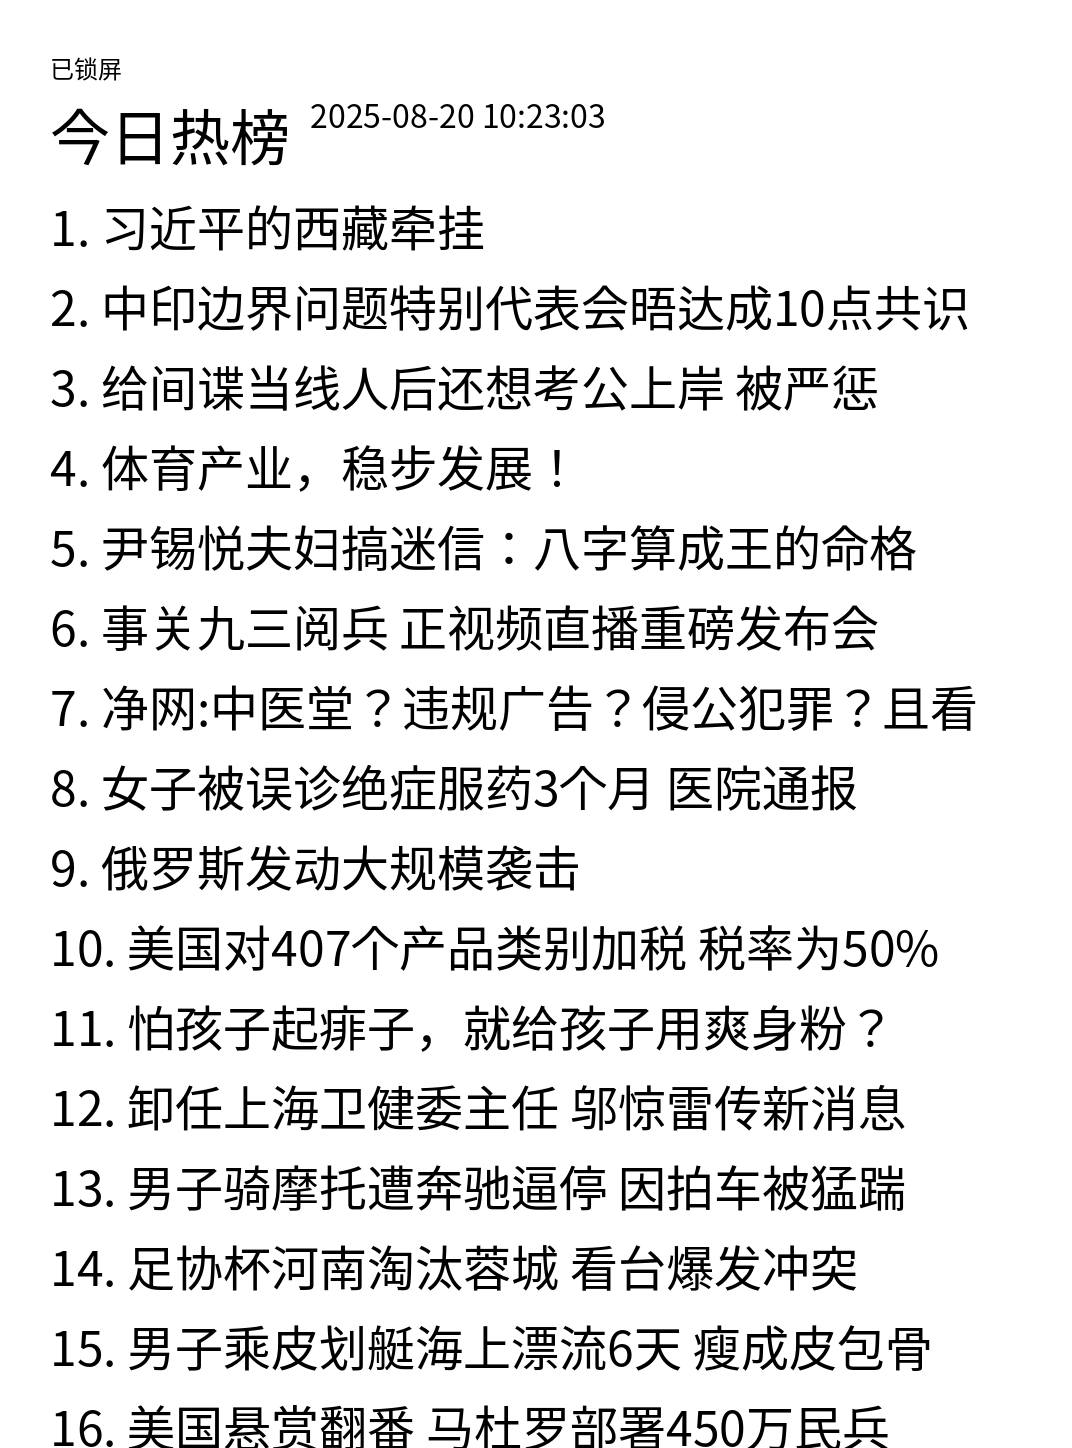 已锁屏
今日热榜 2025-08-20 10:23:03
1. 习近平的西藏牵挂
2. 中印边界问题特别代表会晤达成10点共识
3. 给间谍当线人后还想考公上岸 被严惩
4. 体育产业，稳步发展！
5. 尹锡悦夫妇搞迷信：八字算成王的命格
6. 事关九三阅兵 正视频直播重磅发布会
7. 净网:中医堂？违规广告？侵公犯罪？且看
8. 女子被误诊绝症服药3个月 医院通报
9. 俄罗斯发动大规模袭击
10. 美国对407个产品类别加税 税率为50%
11. 怕孩子起痱子，就给孩子用爽身粉？
12. 卸任上海卫健委主任 邬惊雷传新消息
13. 男子骑摩托遭奔驰逼停 因拍车被猛踹
14. 足协杯河南淘汰蓉城 看台爆发冲突
15. 男子乘皮划艇海上漂流6天 瘦成皮包骨
16. 美国悬赏翻番 马杜罗部署450万民兵